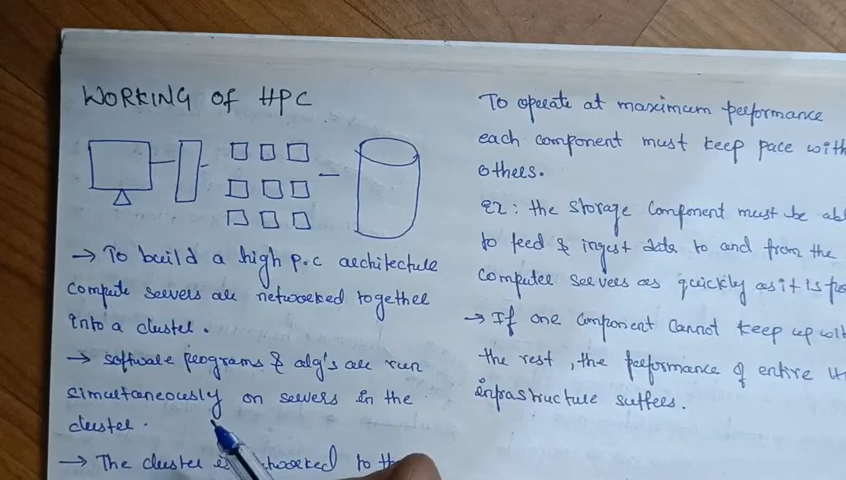 WORKING of HPC
→ To build a high p.c architecture
compute servers are networked together
into a cluster.
→ software programs & alg's are run
simultaneously on servers in the
cluster.
→ The cluster is networked to
To operate at maximum performance
each component must keep pace with
others.
Ex: the storage component must be
to feed & ingest data to and from the
computer servers as quickly as it is
→ If one component cannot keep up
the rest, the performance of entire
infrastructure suffers.